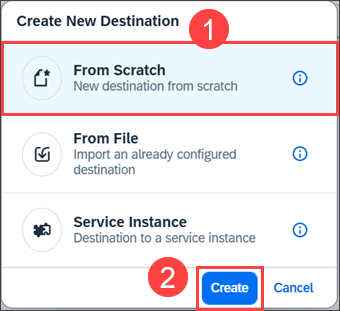 Create New Destination
1
From Scratch
New destination from scratch
From File
Import an already configured
destination
Service Instance
Destination to a service instance
2
Create
Cancel